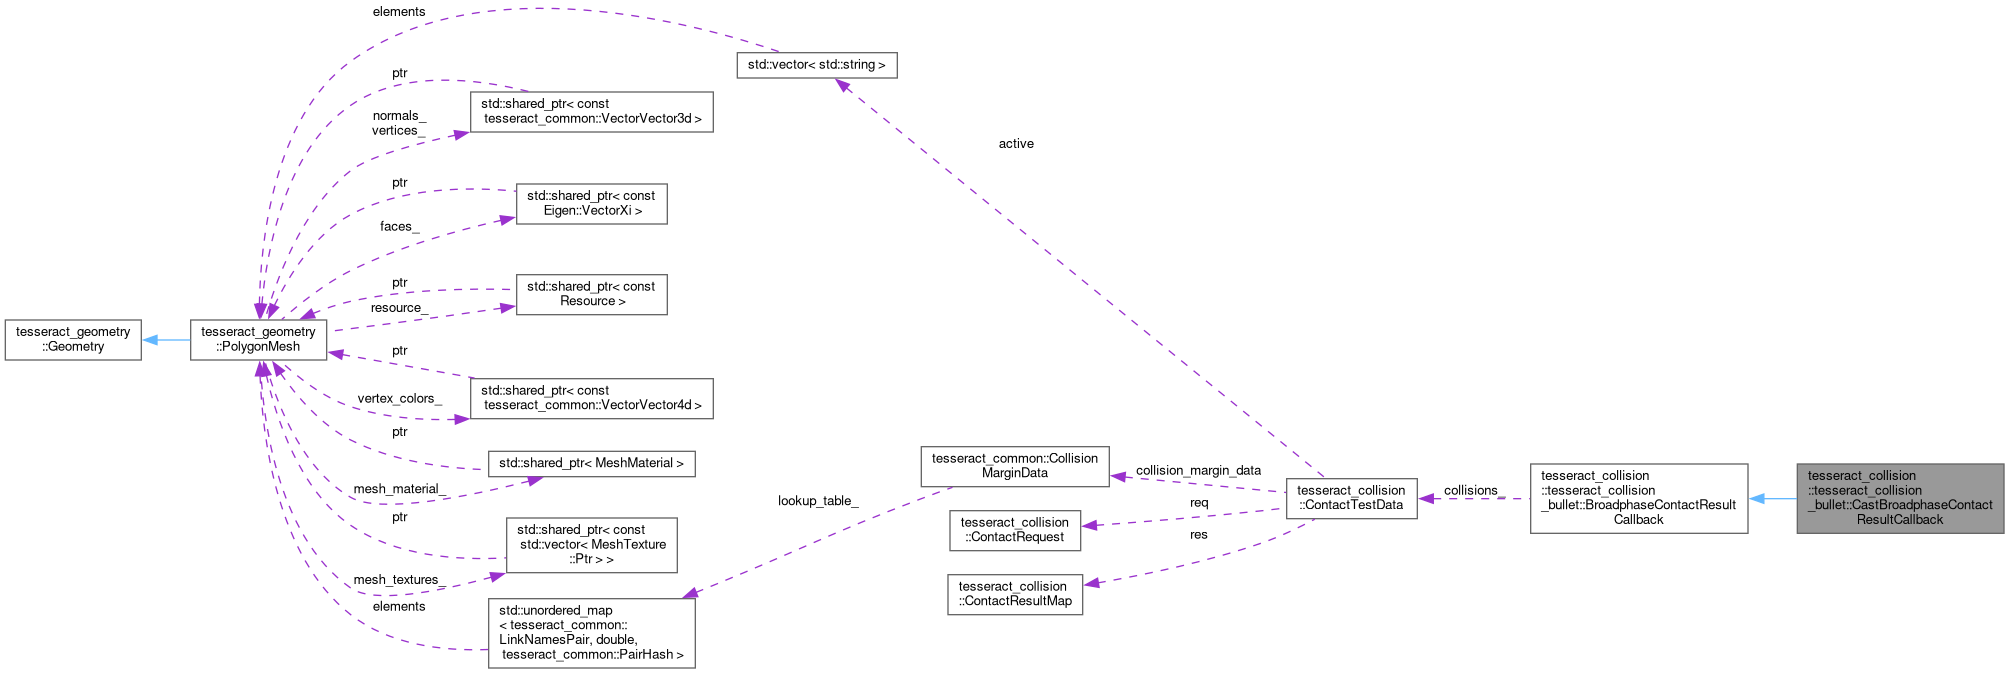 elements
std::vector< std::string >
ptr
std::shared_ptr< const
tesseract_common::VectorVector3d >
normals_
vertices_
active
ptr
std::shared_ptr< const
Eigen::VectorXi >
faces_
ptr
std::shared_ptr< const
Resource >
resource_
tesseract_geometry
::Geometry
tesseract_geometry
::PolygonMesh
ptr
std::shared_ptr< const
tesseract_common::VectorVector4d >
vertex_colors_
ptr
std::shared_ptr< MeshMaterial >
mesh_material_
ptr
std::shared_ptr< const
std::vector< MeshTexture
::Ptr > >
mesh_textures_
elements
std::unordered_map
< tesseract_common::
LinkNamesPair, double,
tesseract_common::PairHash >
lookup_table_
tesseract_common::Collision
MarginData
collision_margin_data
tesseract_collision
::ContactRequest
req
tesseract_collision
::ContactResultMap
res
tesseract_collision
::ContactTestData
collisions_
tesseract_collision
::tesseract_collision
_bullet::BroadphaseContactResult
Callback
tesseract_collision
::tesseract_collision
_bullet::CastBroadphaseContact
ResultCallback